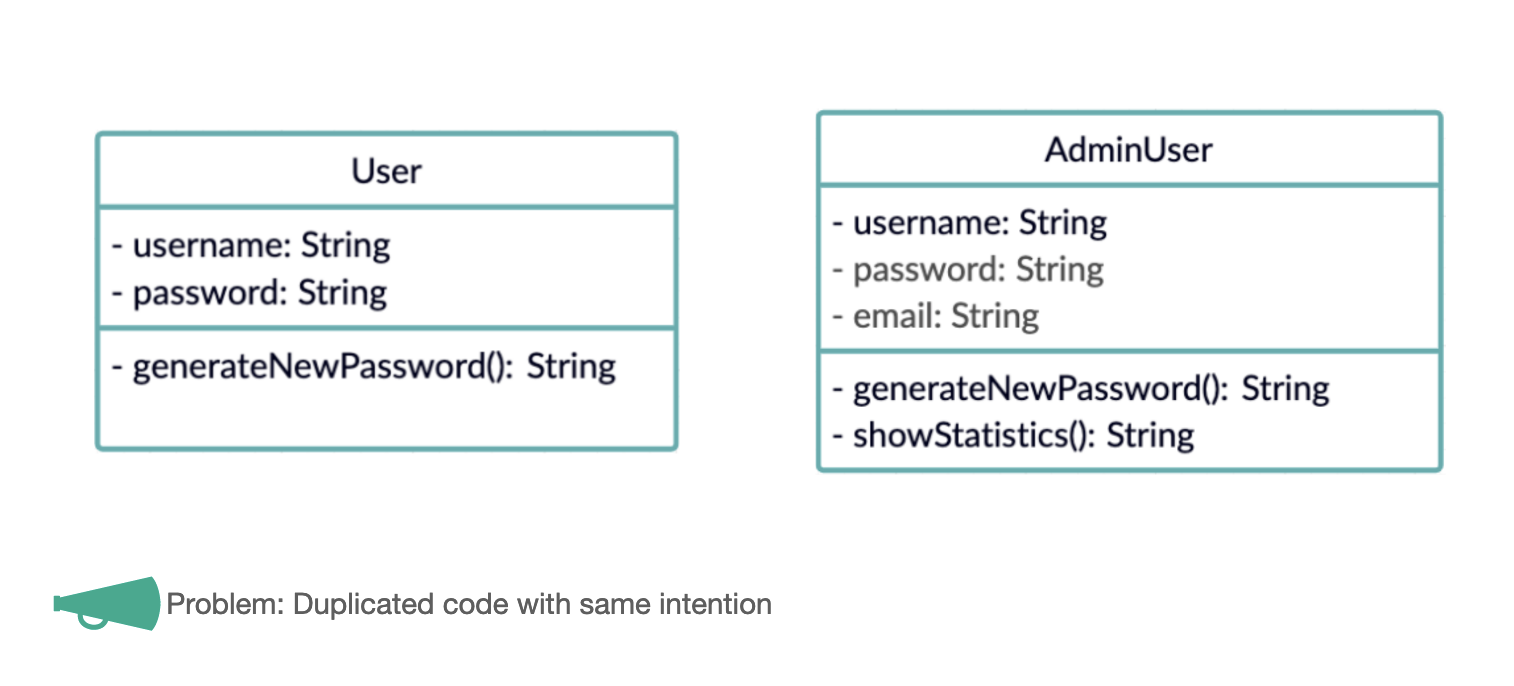 User
- username: String
- password: String
- generateNewPassword(): String
AdminUser
- username: String
- password: String
- email: String
- generateNewPassword(): String
- showStatistics(): String
Problem: Duplicated code with same intention